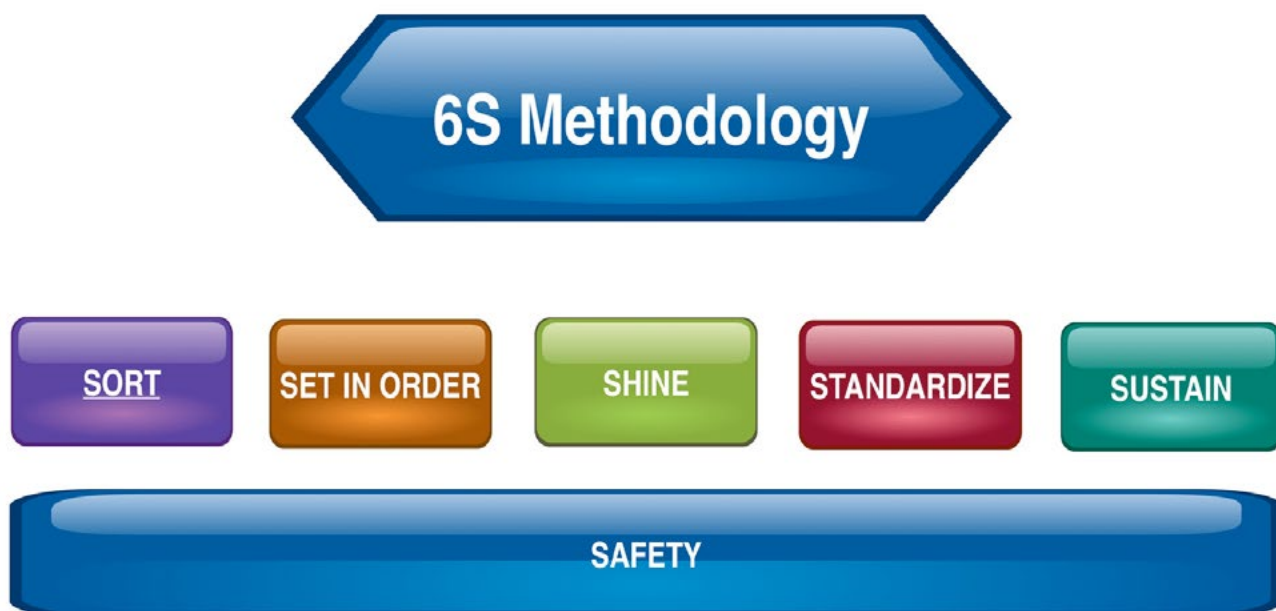 6S Methodology
SORT
SET IN ORDER
SHINE
STANDARDIZE
SUSTAIN
SAFETY